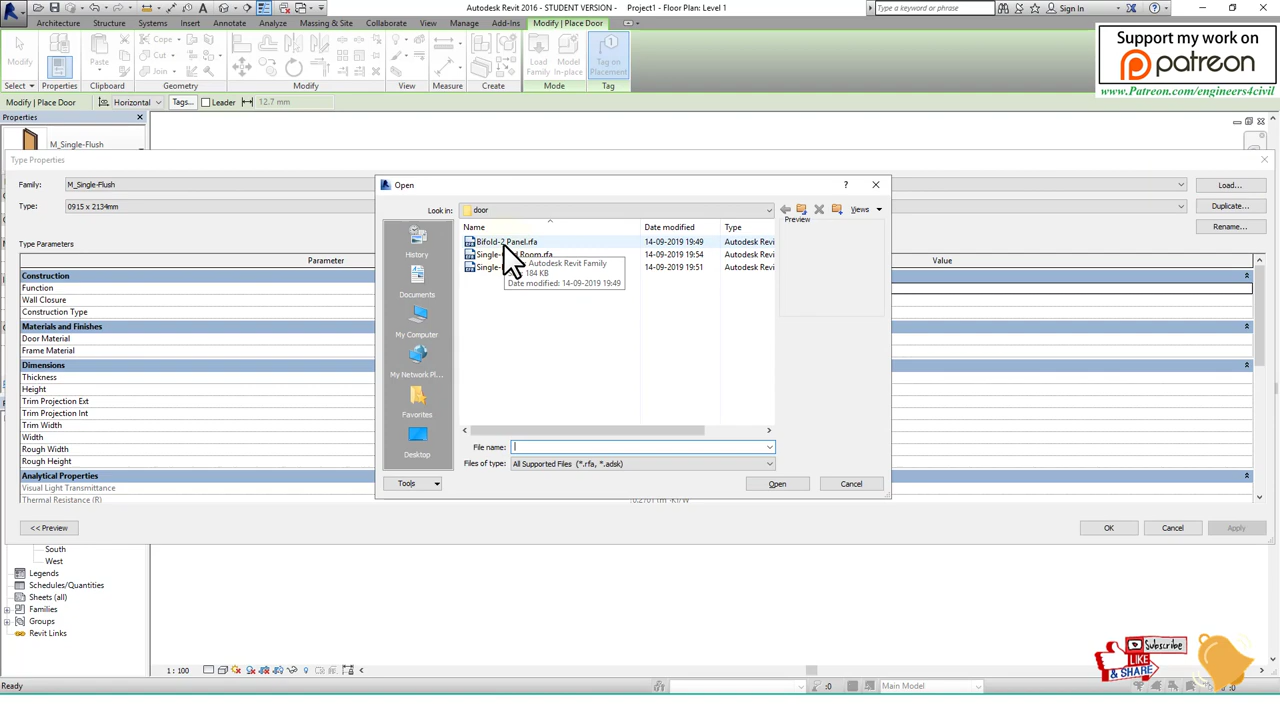 Autodesk Revit 2016 - STUDENT VERSION - Project1 - Floor Plan: Level 1
Type a keyword or phrase
Sign In
Architecture Structure Systems Insert Annotate Analyze Massing & Site Collaborate View Manage Add-Ins Modify | Place Door
Modify
Paste
Cope
Cut
Join
Load Family
Model In-place
Tag on Placement
Select Properties Clipboard Geometry Modify View Measure Create Mode Tag
Support my work on
patreon
www.Patreon.com/engineers4civil
Modify | Place Door Horizontal Tags... Leader 12.7 mm
Properties
M_Single-Flush
Type Properties
Family: M_Single-Flush Load...
Type: 0915 x 2134mm Duplicate...
Rename...
Type Parameters
Parameter Value
Construction
Function
Wall Closure
Construction Type
Materials and Finishes
Door Material
Frame Material
Dimensions
Thickness
Height
Trim Projection Ext
Trim Projection Int
Trim Width
Width
Rough Width
Rough Height
Analytical Properties
Visual Light Transmittance
Thermal Resistance (R)
<< Preview OK Cancel Apply
Open
Look in: door Views
Name Date modified Type Preview
Bifold-2 Panel.rfa 14-09-2019 19:49 Autodesk Revi
14-09-2019 19:54 Autodesk Revi
14-09-2019 19:51 Autodesk Revi
Autodesk Revit Family
184 KB
Date modified: 14-09-2019 19:49
History
Documents
My Computer
My Network Pl...
Favorites
Desktop
File name:
Files of type: All Supported Files (*.rfa, *.adsk)
Tools Open Cancel
South
West
Legends
Schedules/Quantities
Sheets (all)
Families
Groups
Revit Links
1 : 100
Ready
:0 Main Model
Subscribe
LIKE
& SHARE